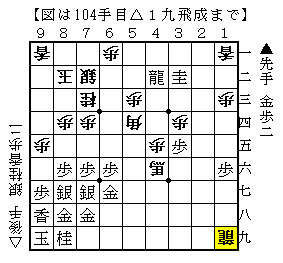 【図は104手目△１九飛成まで】
９ ８ ７ ６ ５ ４ ３ ２ １
香 歩 香 一
王 銀 龍 圭 二
桂 歩 歩 三
歩 歩 角 歩 四
歩 歩 歩 五
歩 歩 歩 馬 歩 六
歩 銀 銀 金 七
香 金 金 八
玉 桂 龍 九
▲先手 金歩二
△後手 銀桂香歩二